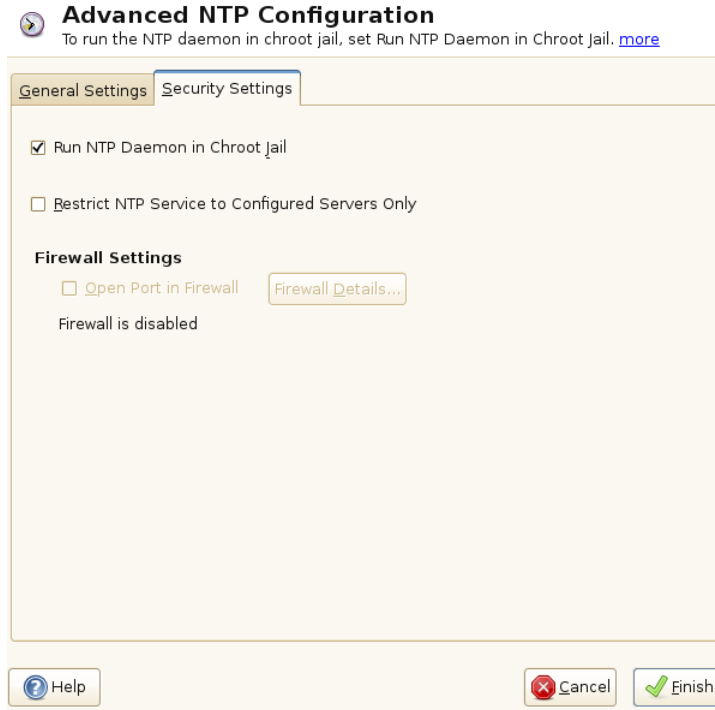 Advanced NTP Configuration
To run the NTP daemon in chroot jail, set Run NTP Daemon in Chroot Jail. more
General Settings
Security Settings
Run NTP Daemon in Chroot Jail
Restrict NTP Service to Configured Servers Only
Firewall Settings
Open Port in Firewall
Firewall Details...
Firewall is disabled
Help
Cancel
Finish